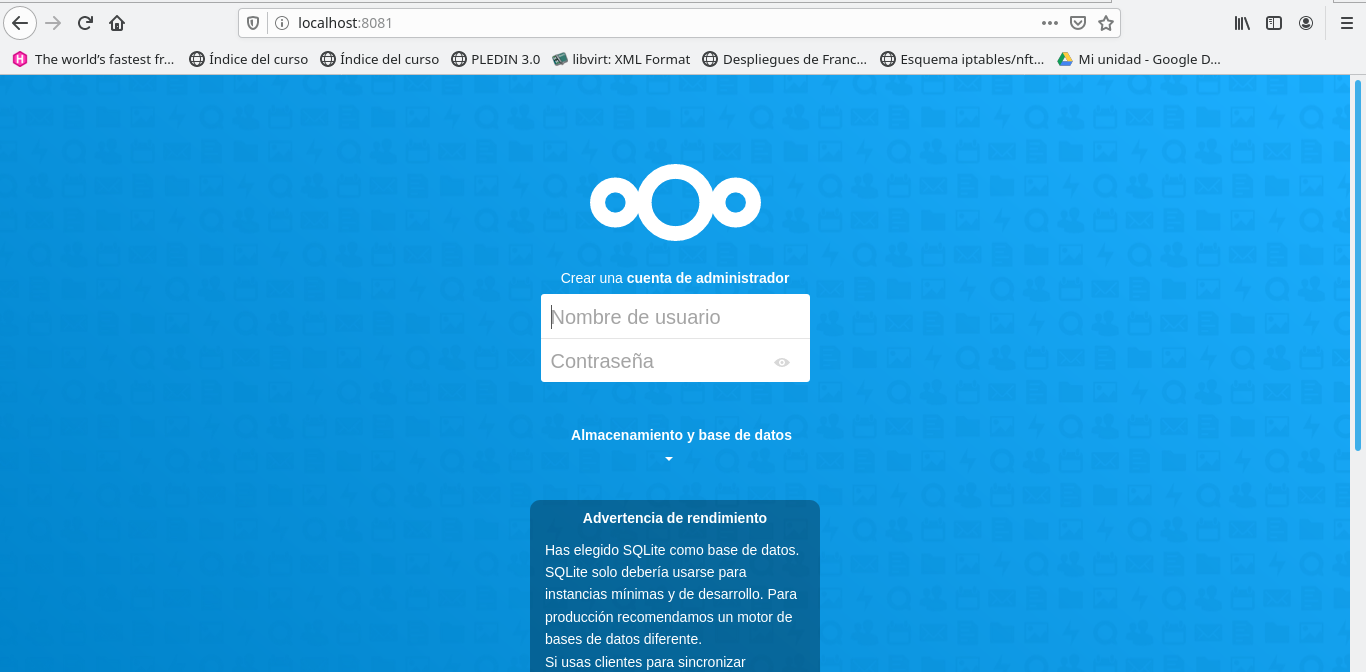 localhost:8081
The world’s fastest fr...
Índice del curso
Índice del curso
PLEDIN 3.0
libvirt: XML Format
Despliegues de Franc...
Esquema iptables/nft...
Mi unidad - Google D...
Crear una cuenta de administrador
Nombre de usuario
Contraseña
Almacenamiento y base de datos
Advertencia de rendimiento
Has elegido SQLite como base de datos.
SQLite solo debería usarse para
instancias mínimas y de desarrollo. Para
producción recomendamos un motor de
bases de datos diferente.
Si usas clientes para sincronizar